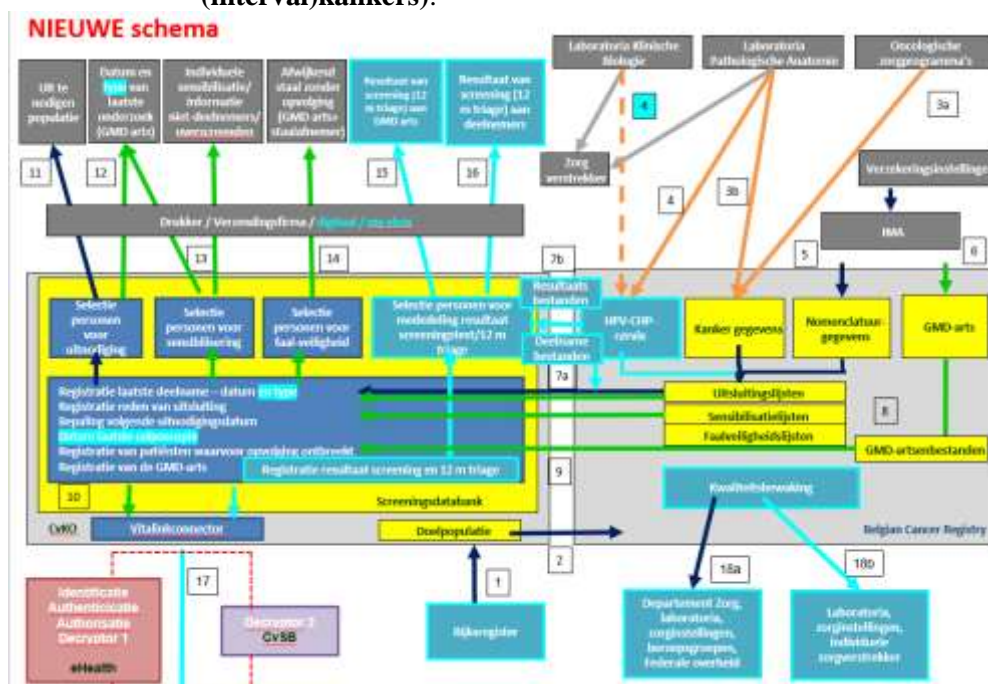 (interval)kankers).
NIEUWE schema
Uit te
nodigen
populatie
Datum en
type van
laatste
onderzoek
(GMD arts)
Individuele
sensibilisatie/
informatie
niet-deelnemers/
Afwijkend
staal zonder
opvolging
(GMD arts+
staalafnemer)
Resultaat van
screening (12
m triage) aan
GMD arts
Resultaat van
screening (12
m triage) aan
deelnemers
Laboratoria Klinische
Biologie
Laboratoria
Pathologische Anatomie
Oncologische
zorgprogramma's
4
3a
11
12
15
16
Zorg
verstrekker
4
3b
Verzekeringsinstellingen
Drukker / Verzendingsfirma /
IMA
13
14
7b
5
6
Selectie
personen
voor
uitnodiging
Selectie
personen voor
sensibilisering
Selectie
personen voor
faal-veiligheid
Selectie personen voor
mededeling resultaat
screeningstest/12 m
triage
Resultaats
bestanden
Deelname
bestanden
HPV-CHP-
cervix
Kanker gegevens
Nomenclatuur
gegevens
GMD-arts
7a
Registratie laatste deelname – datum en type
Registratie reden van uitsluiting
Bepaling volgende uitnodigingsdatum
Registratie van patiënten waarvoor opvolging ontbreekt
Registratie van de GMD-arts
Registratie resultaat screening en 12 m triage
Uitsluitingslijsten
Sensibilisatielijsten
Faalveiligheidslijsten
8
GMD-artsenbestanden
10
9
Screeningsdatabank
Kwaliteitsbewaking
CvKO
Vitalinkconnector
Doelpopulatie
Belgian Cancer Registry
2
17
1
18a
18b
Identificatie
Authenticatie
Authorisatie
Decryptor 1
eHealth
Decryptor 2
CvSB
Rijksregister
Departement Zorg,
laboratoria,
zorginstellingen,
beroepsgroepen,
Federale overheid
Laboratoria,
zorginstellingen,
individuele
zorgverstrekker